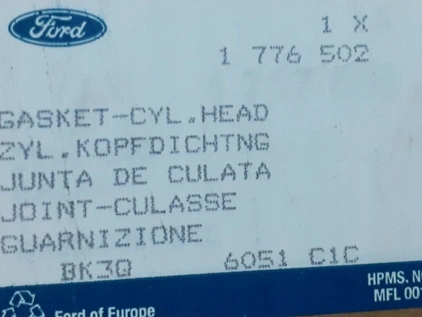 Ford
1 X
1 776 502
GASKET-CYL.HEAD
ZYL.KOPFDICHTNG
JUNTA DE CULATA
JOINT-CULASSE
GUARNIZIONE
BK3Q 6051 C1C
HPMS. N
MFL 001
Ford of Europe